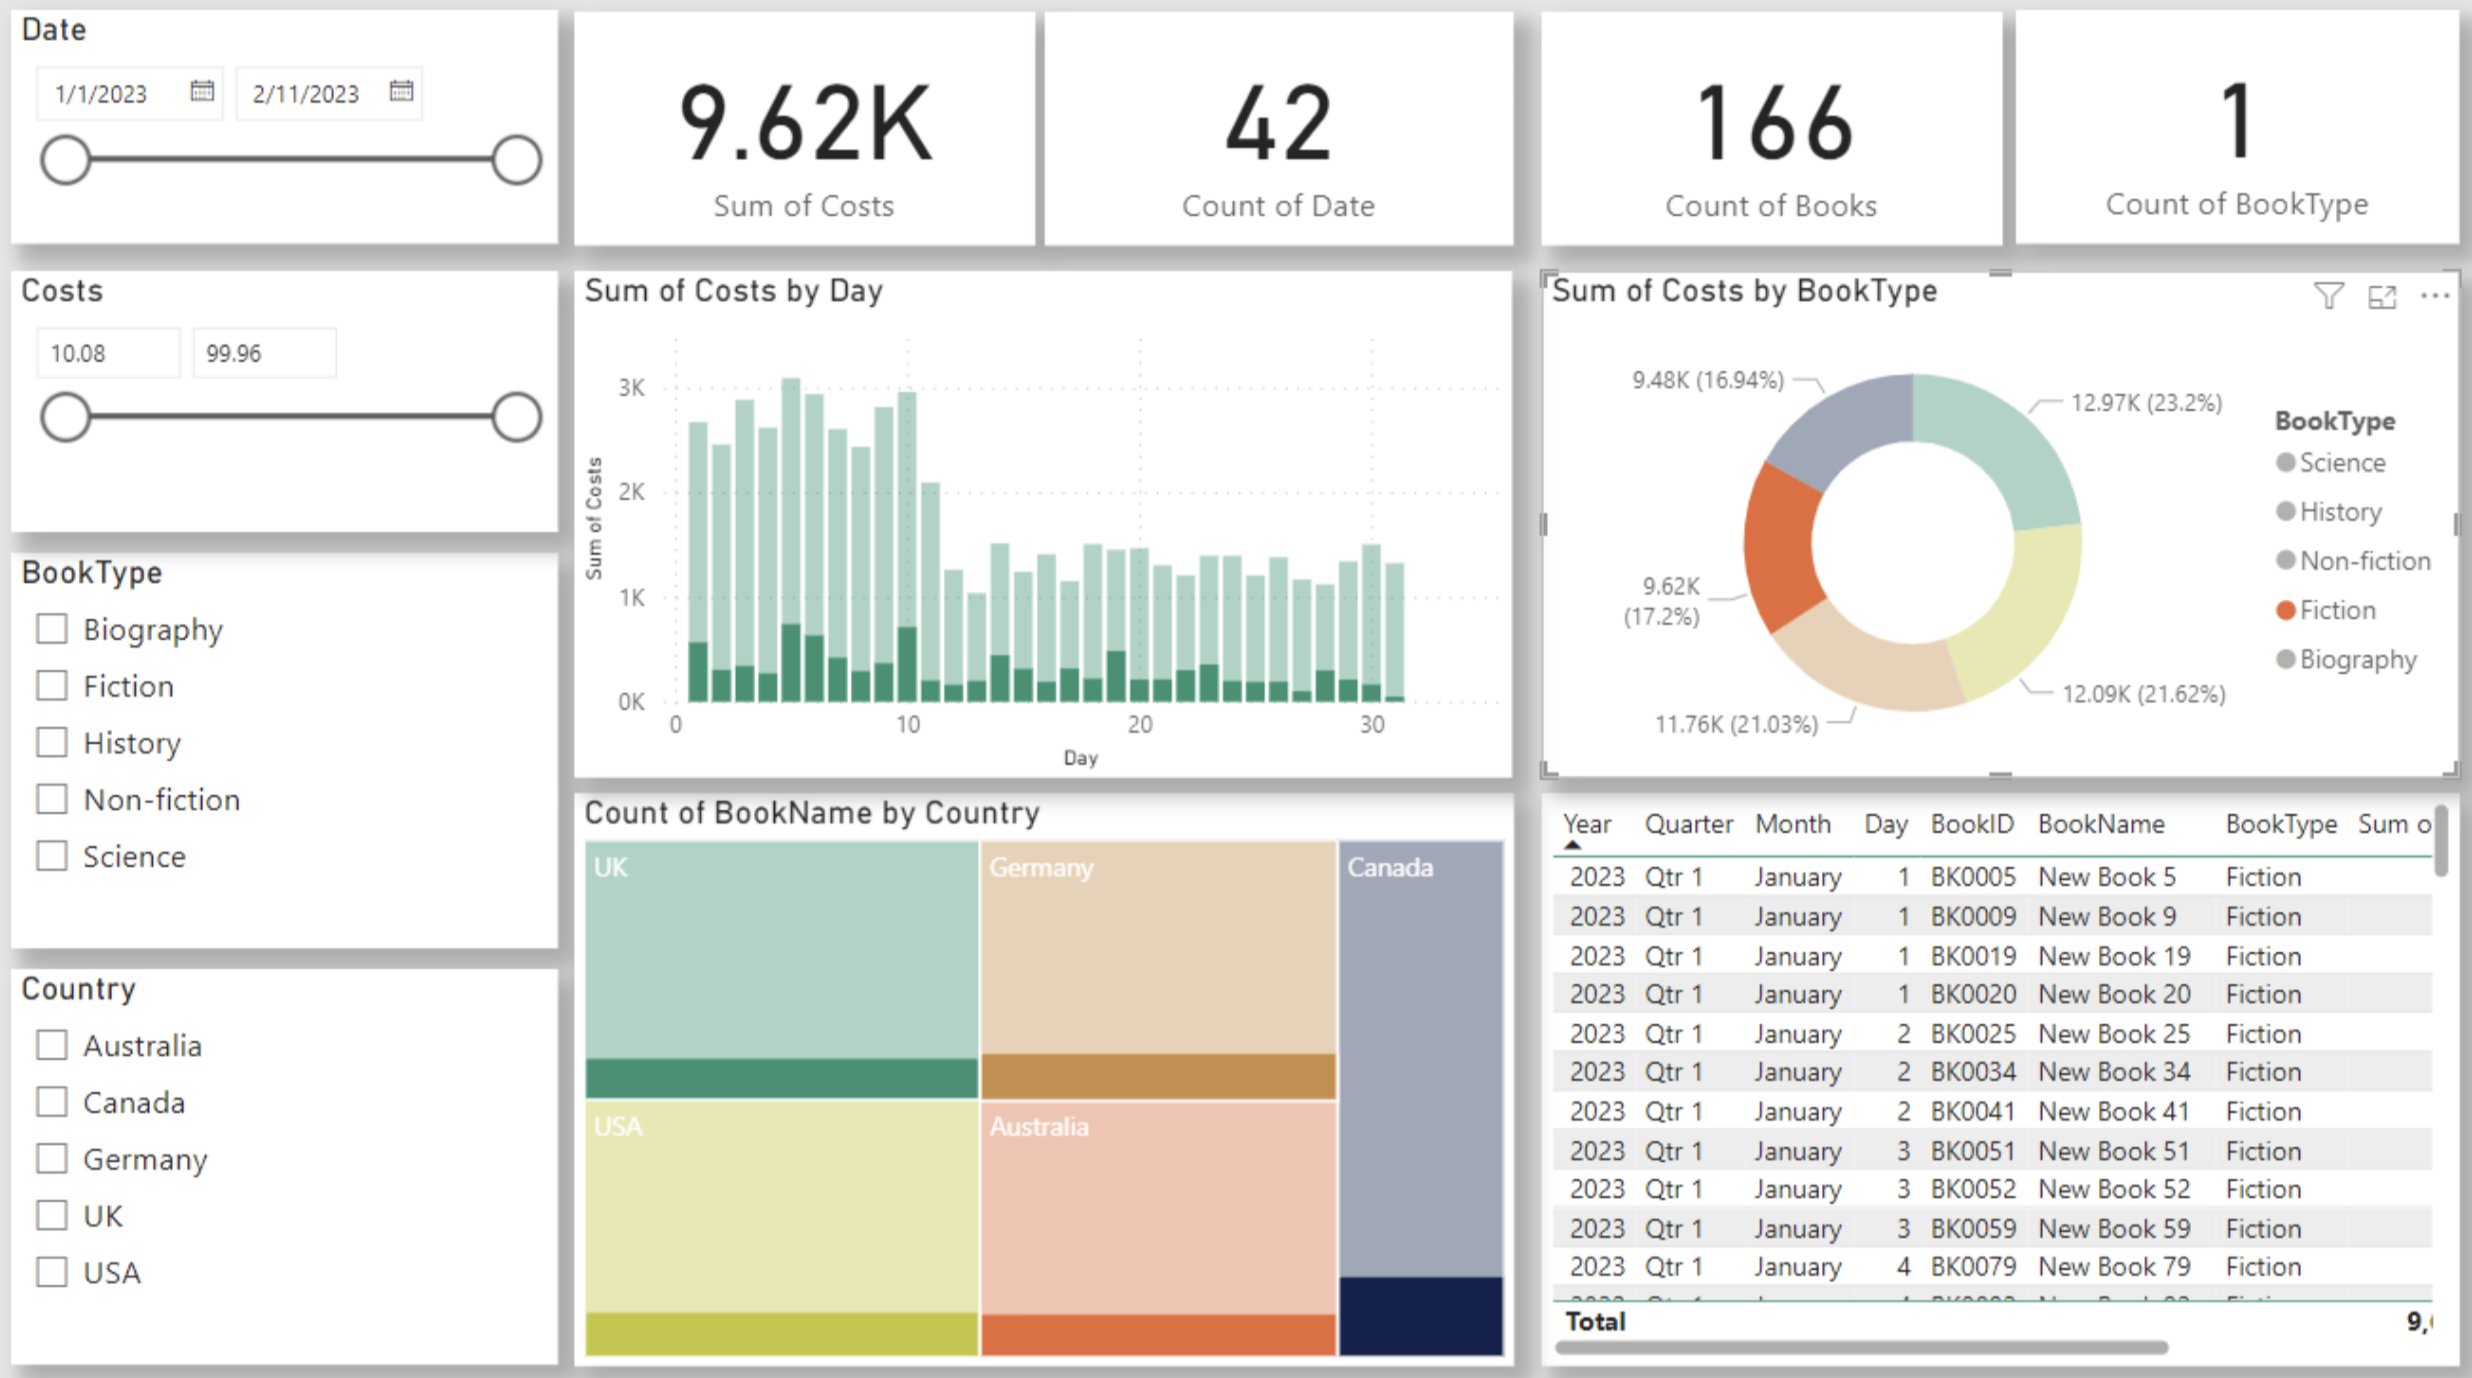 Date
1/1/2023
2/11/2023
9.62K
Sum of Costs
42
Count of Date
166
Count of Books
1
Count of BookType
Costs
10.08
99.96
BookType
Biography
Fiction
History
Non-fiction
Science
Country
Australia
Canada
Germany
UK
USA
Sum of Costs by Day
Sum of Costs
3K
2K
1K
0K
0
10
20
30
Day
Sum of Costs by BookType
9.48K (16.94%)
12.97K (23.2%)
9.62K
(17.2%)
11.76K (21.03%)
12.09K (21.62%)
BookType
Science
History
Non-fiction
Fiction
Biography
Count of BookName by Country
UK
Germany
Canada
USA
Australia
Year Quarter Month Day BookID BookName BookType Sum o
2023 Qtr 1 January 1 BK0005 New Book 5 Fiction
2023 Qtr 1 January 1 BK0009 New Book 9 Fiction
2023 Qtr 1 January 1 BK0019 New Book 19 Fiction
2023 Qtr 1 January 1 BK0020 New Book 20 Fiction
2023 Qtr 1 January 2 BK0025 New Book 25 Fiction
2023 Qtr 1 January 2 BK0034 New Book 34 Fiction
2023 Qtr 1 January 2 BK0041 New Book 41 Fiction
2023 Qtr 1 January 3 BK0051 New Book 51 Fiction
2023 Qtr 1 January 3 BK0052 New Book 52 Fiction
2023 Qtr 1 January 3 BK0059 New Book 59 Fiction
2023 Qtr 1 January 4 BK0079 New Book 79 Fiction
Total 9,